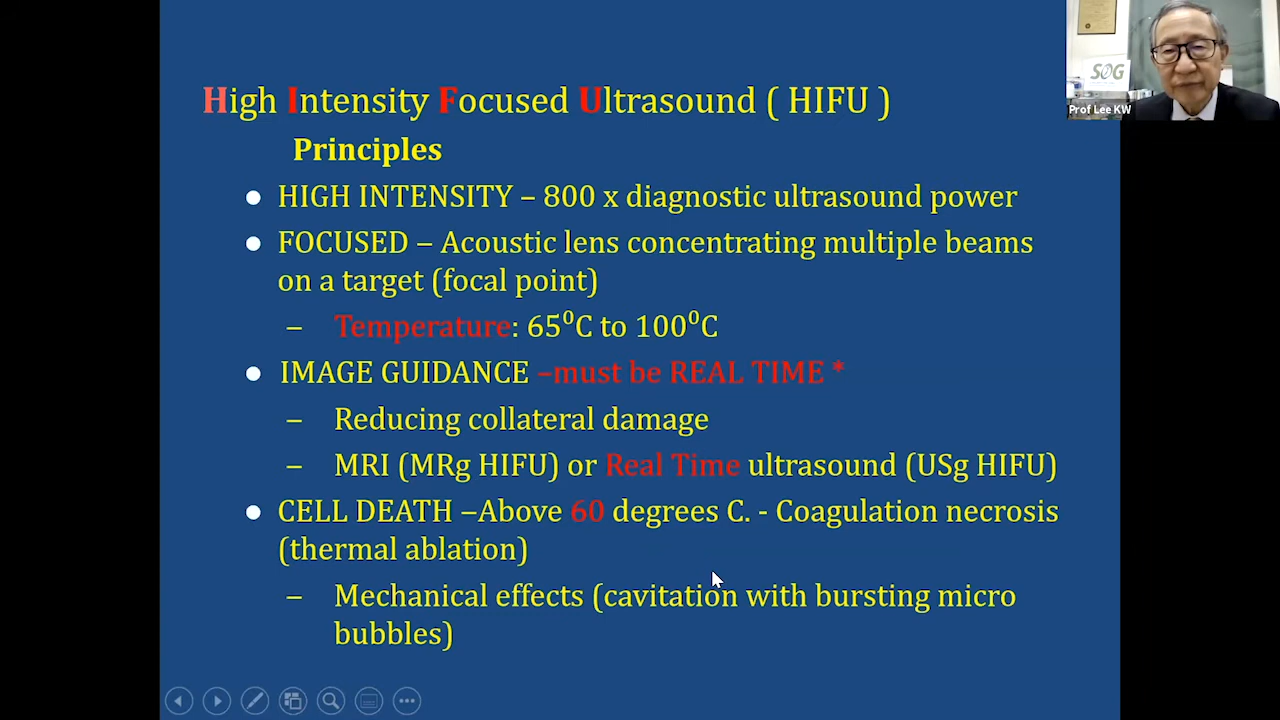 High Intensity Focused Ultrasound ( HIFU )
Principles
● HIGH INTENSITY – 800 x diagnostic ultrasound power
● FOCUSED – Acoustic lens concentrating multiple beams
on a target (focal point)
– Temperature: 65⁰C to 100⁰C
● IMAGE GUIDANCE –must be REAL TIME *
– Reducing collateral damage
– MRI (MRg HIFU) or Real Time ultrasound (USg HIFU)
● CELL DEATH –Above 60 degrees C. - Coagulation necrosis
(thermal ablation)
– Mechanical effects (cavitation with bursting micro
bubbles)
SOG
Prof Lee KW